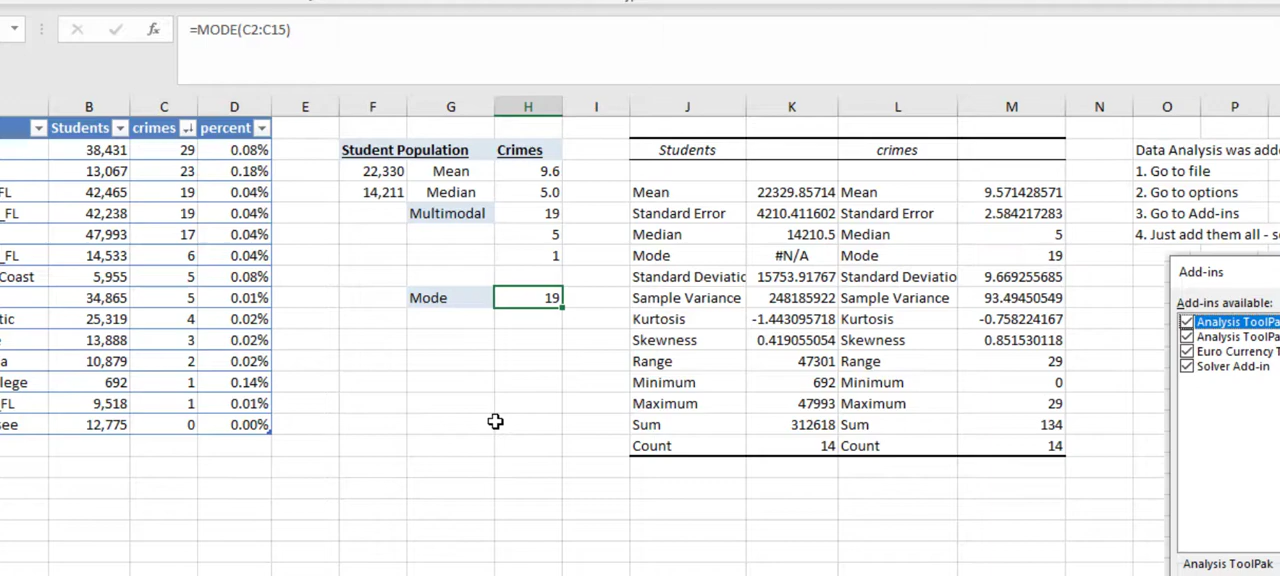 =MODE(C2:C15)
B C D E F G H I J K L M N O P
Students crimes percent
38,431 29 0.08% Student Population Crimes Students crimes Data Analysis was adde
13,067 23 0.18% 22,330 Mean 9.6 1. Go to file
FL 42,465 19 0.04% 14,211 Median 5.0 Mean 22329.85714 Mean 9.571428571 2. Go to options
_FL 42,238 19 0.04% Multimodal 19 Standard Error 4210.411602 Standard Error 2.584217283 3. Go to Add-ins
47,993 17 0.04% 5 Median 14210.5 Median 5 4. Just add them all - s
_FL 14,533 6 0.04% 1 Mode #N/A Mode 19
Coast 5,955 5 0.08% Standard Deviatio 15753.91767 Standard Deviatio 9.669255685
34,865 5 0.01% Mode 19 Sample Variance 248185922 Sample Variance 93.49450549
tic 25,319 4 0.02% Kurtosis -1.443095718 Kurtosis -0.758224167
13,888 3 0.02% Skewness 0.419055054 Skewness 0.851530118
a 10,879 2 0.02% Range 47301 Range 29
llege 692 1 0.14% Minimum 692 Minimum 0
_FL 9,518 1 0.01% Maximum 47993 Maximum 29
see 12,775 0 0.00% Sum 312618 Sum 134
Count 14 Count 14
Add-ins
Add-ins available:
Analysis ToolPa
Analysis ToolPa
Euro Currency T
Solver Add-in
Analysis ToolPak